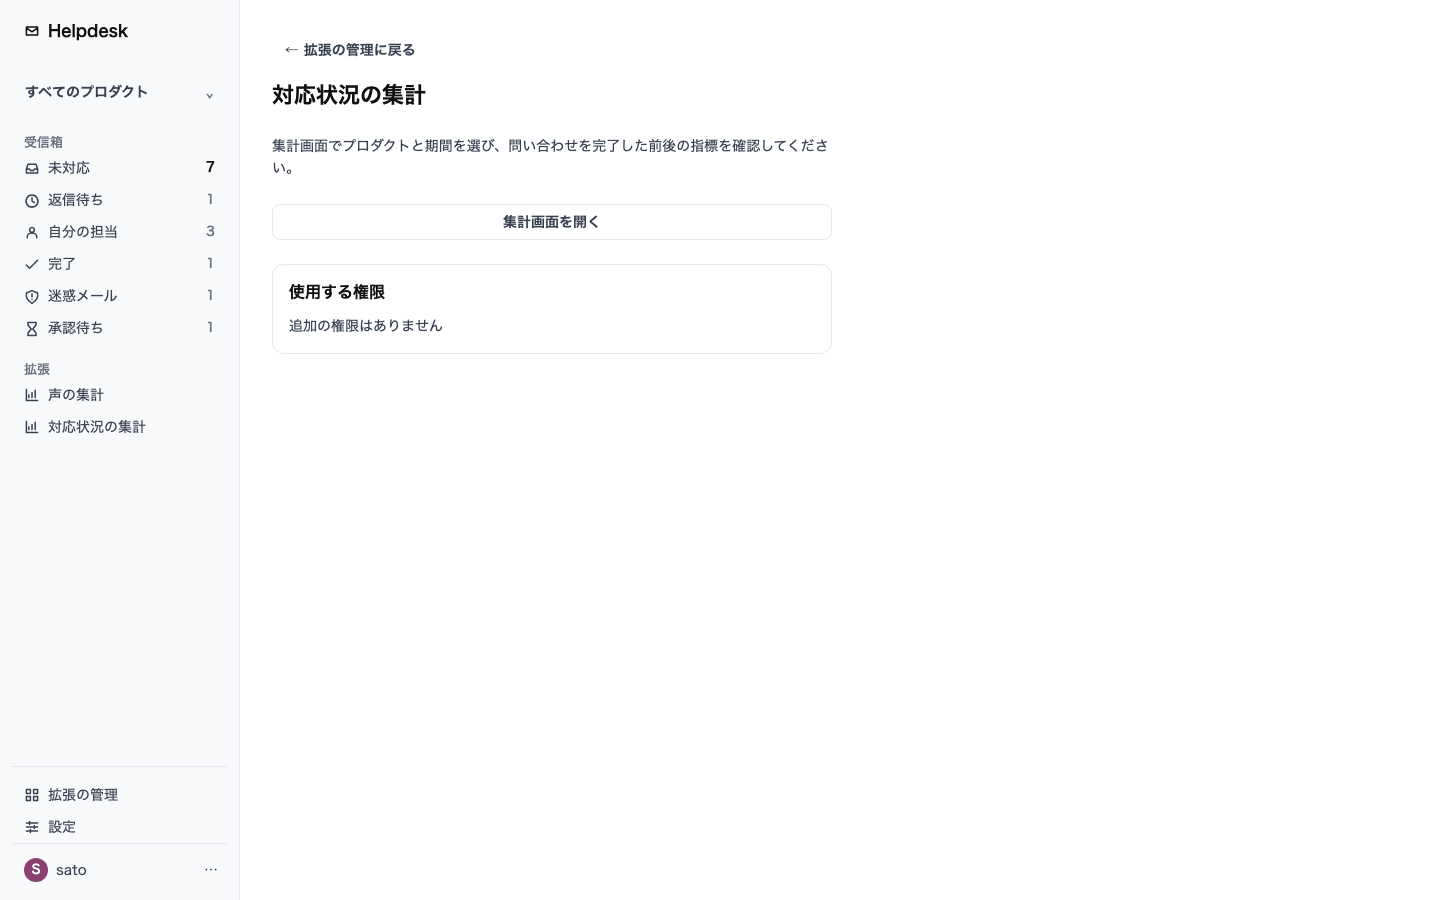 Helpdesk
すべてのプロダクト
受信箱
未対応 7
返信待ち 1
自分の担当 3
完了 1
迷惑メール 1
承認待ち 1
拡張
声の集計
対応状況の集計
拡張の管理
設定
S sato ...
← 拡張の管理に戻る
対応状況の集計
集計画面でプロダクトと期間を選び、問い合わせを完了した前後の指標を確認してくださ
い。
集計画面を開く
使用する権限
追加の権限はありません